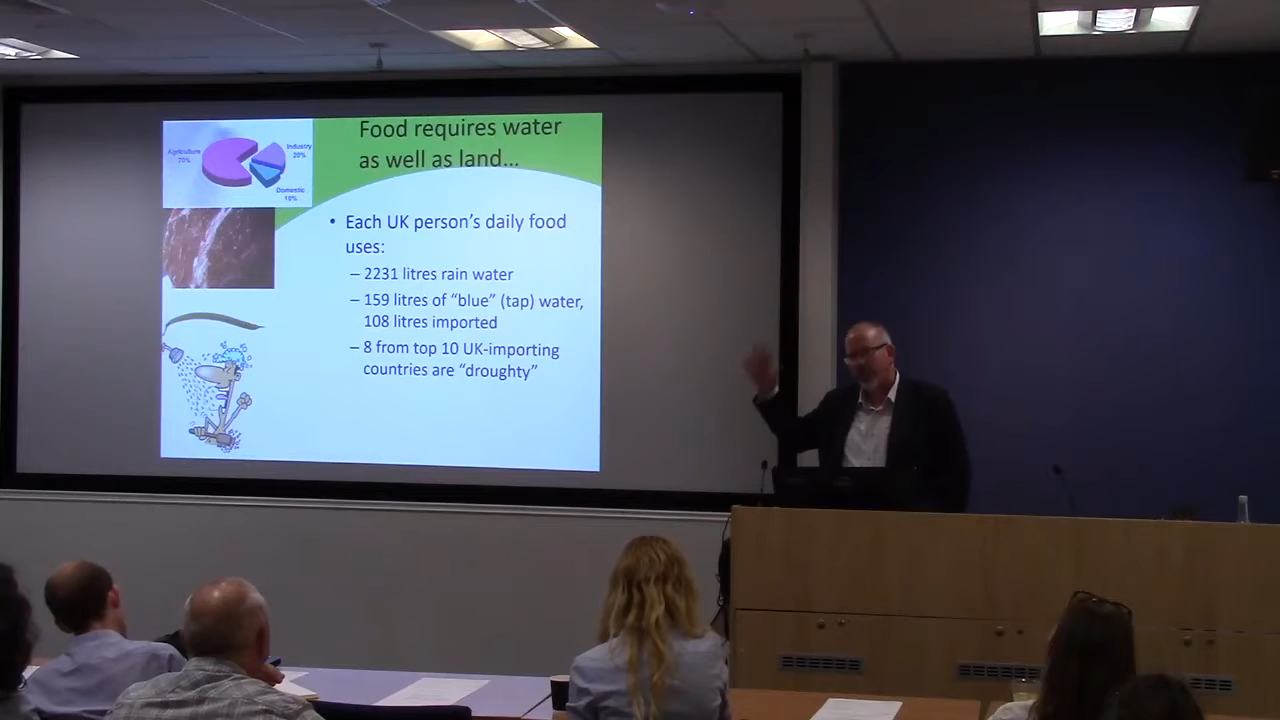 Food requires water
as well as land...
Agriculture
70%
Industry
20%
Domestic
10%
• Each UK person's daily food
uses:
– 2231 litres rain water
– 159 litres of “blue” (tap) water,
108 litres imported
– 8 from top 10 UK-importing
countries are “droughty”